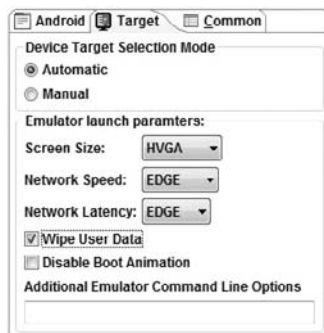 Android Target Common
Device Target Selection Mode
Automatic
Manual
Emulator launch paramters:
Screen Size: HVGA
Network Speed: EDGE
Network Latency: EDGE
Wipe User Data
Disable Boot Animation
Additional Emulator Command Line Options